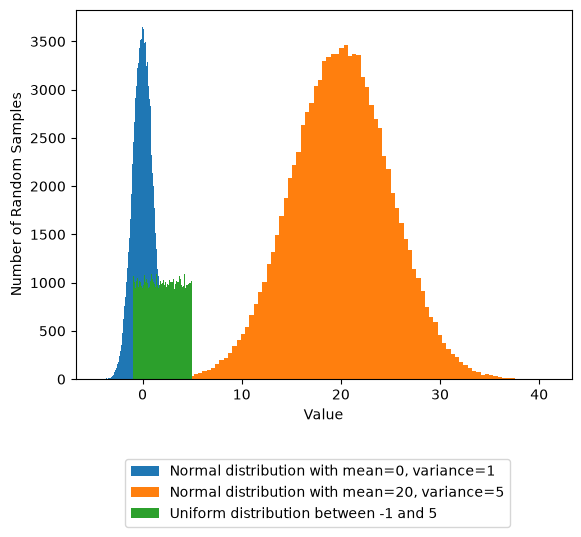 3500
3000
2500
2000
1500
1000
500
0
Number of Random Samples
0 10 20 30 40
Value
Normal distribution with mean=0, variance=1
Normal distribution with mean=20, variance=5
Uniform distribution between -1 and 5